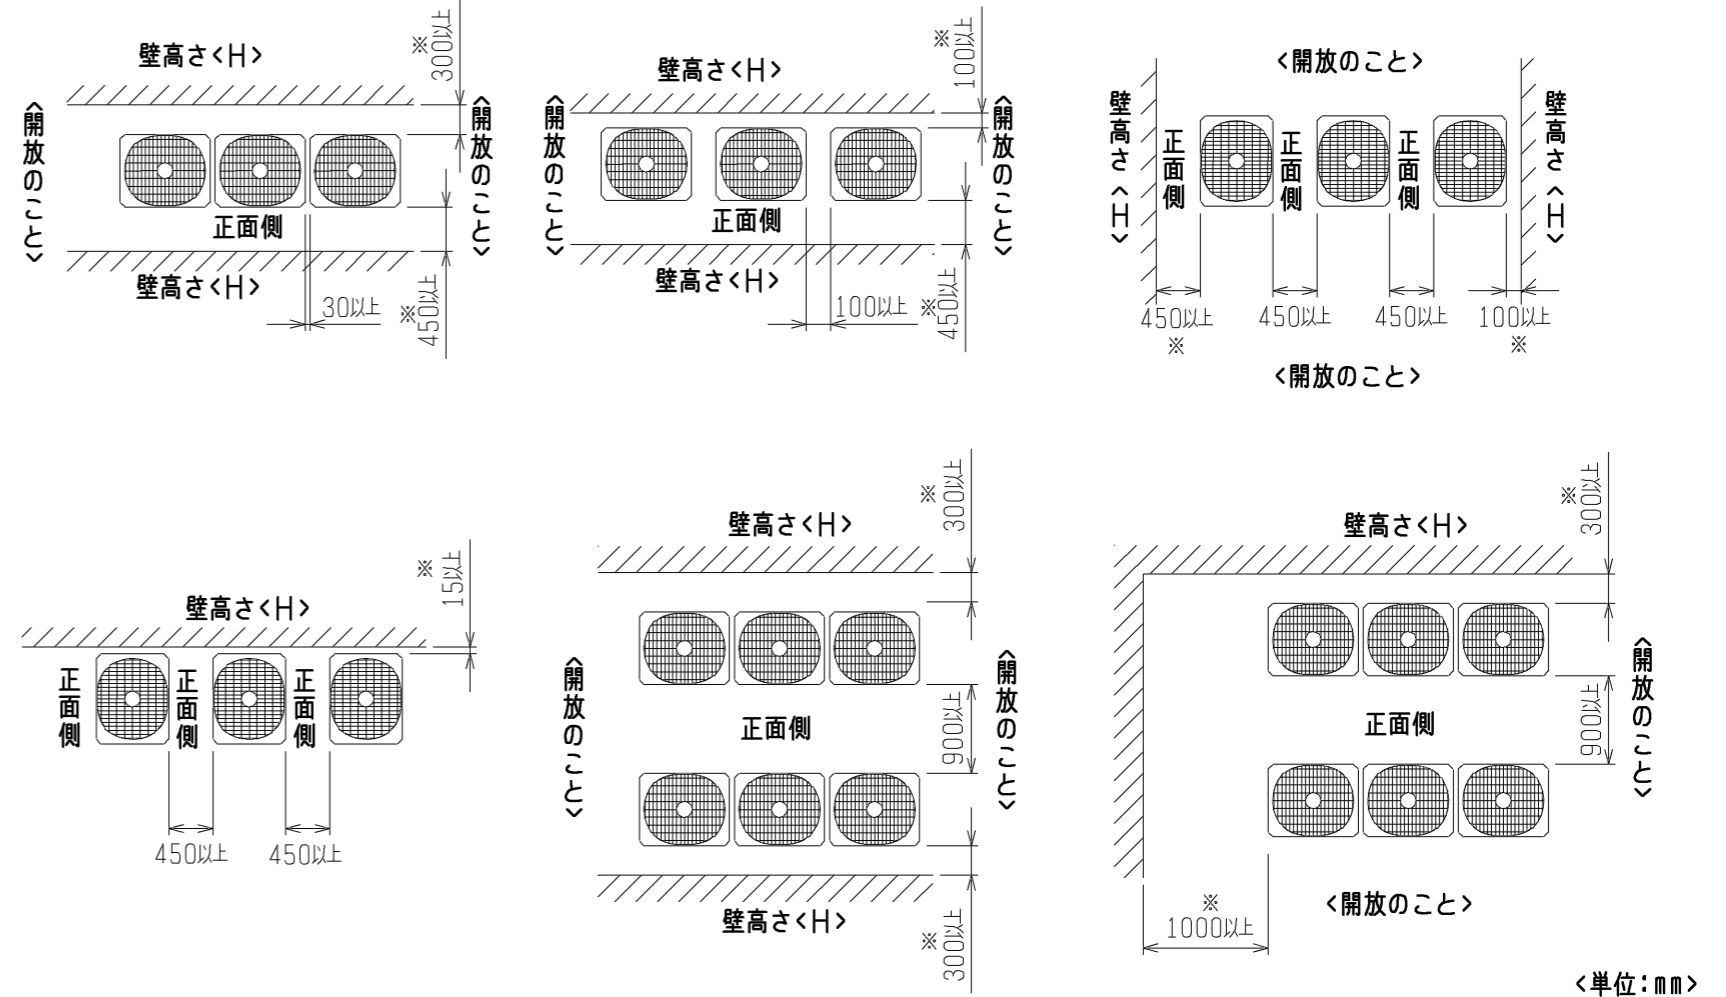 壁高さ<H>
※
300以上
<開放のこと>
<開放のこと>
正面側
壁高さ<H>
30以上
※
450以上
壁高さ<H>
※
100以上
<開放のこと>
<開放のこと>
正面側
壁高さ<H>
100以上
※
450以上
<開放のこと>
壁高さ<H>
正面側
正面側
正面側
壁高さ<H>
450以上
※
450以上
450以上
100以上
※
<開放のこと>
壁高さ<H>
※
15以上
正面側
正面側
正面側
450以上
450以上
壁高さ<H>
※
300以上
<開放のこと>
正面側
900以上
<開放のこと>
壁高さ<H>
※
300以上
壁高さ<H>
※
300以上
正面側
900以上
<開放のこと>
※
1000以上
<開放のこと>
<単位:mm>